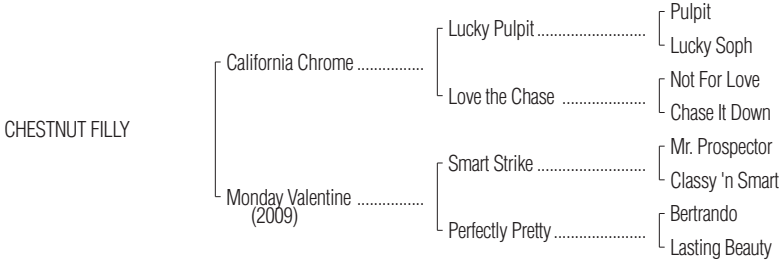 Pulpit
Lucky Pulpit ..........................
Lucky Soph
California Chrome ................
Not For Love
Love the Chase ....................
Chase It Down
CHESTNUT FILLY
Mr. Prospector
Smart Strike ..........................
Classy 'n Smart
Monday Valentine ................
(2009)
Bertrando
Perfectly Pretty ......................
Lasting Beauty